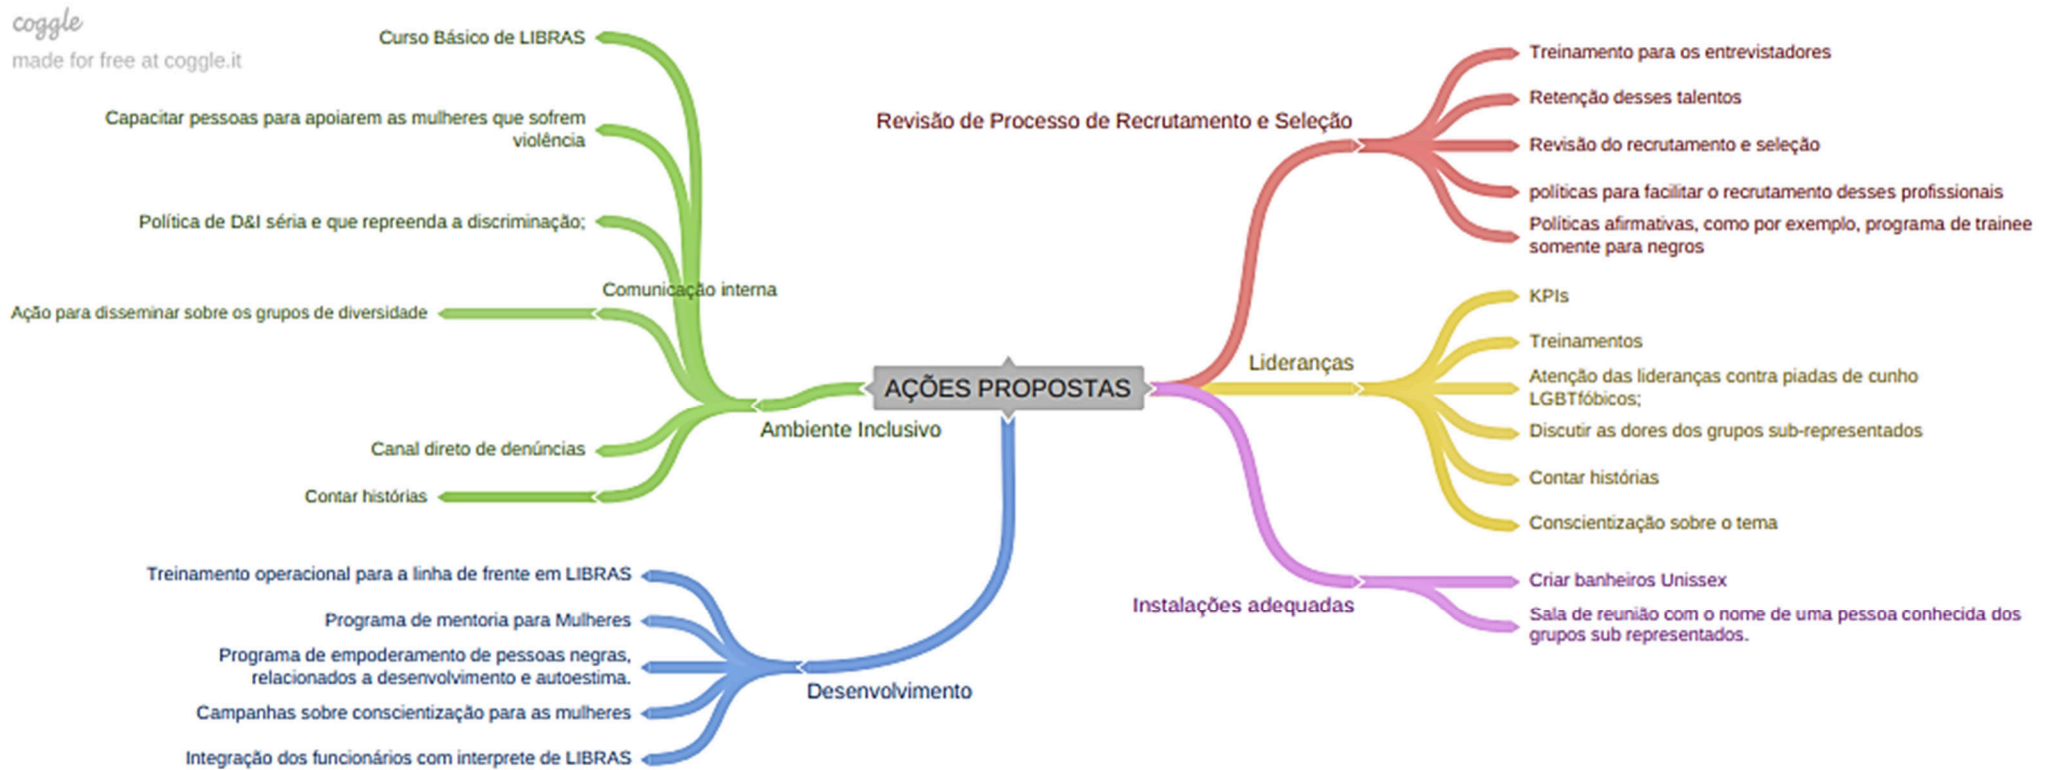 coggle
made for free at coggle.it
Curso Básico de LIBRAS
Capacitar pessoas para apoiarem as mulheres que sofrem
violência
Política de D&I séria e que repreenda a discriminação;
Comunicação interna
Ação para disseminar sobre os grupos de diversidade
Canal direto de denúncias
Contar histórias
Ambiente Inclusivo
AÇÕES PROPOSTAS
Treinamento operacional para a linha de frente em LIBRAS
Programa de mentoria para Mulheres
Programa de empoderamento de pessoas negras,
relacionados a desenvolvimento e autoestima.
Campanhas sobre conscientização para as mulheres
Integração dos funcionários com interprete de LIBRAS
Desenvolvimento
Revisão de Processo de Recrutamento e Seleção
Treinamento para os entrevistadores
Retenção desses talentos
Revisão do recrutamento e seleção
políticas para facilitar o recrutamento desses profissionais
Políticas afirmativas, como por exemplo, programa de trainee
somente para negros
Lideranças
KPIs
Treinamentos
Atenção das lideranças contra piadas de cunho
LGBTfóbicos;
Discutir as dores dos grupos sub-representados
Contar histórias
Conscientização sobre o tema
Instalações adequadas
Criar banheiros Unissex
Sala de reunião com o nome de uma pessoa conhecida dos
grupos sub representados.